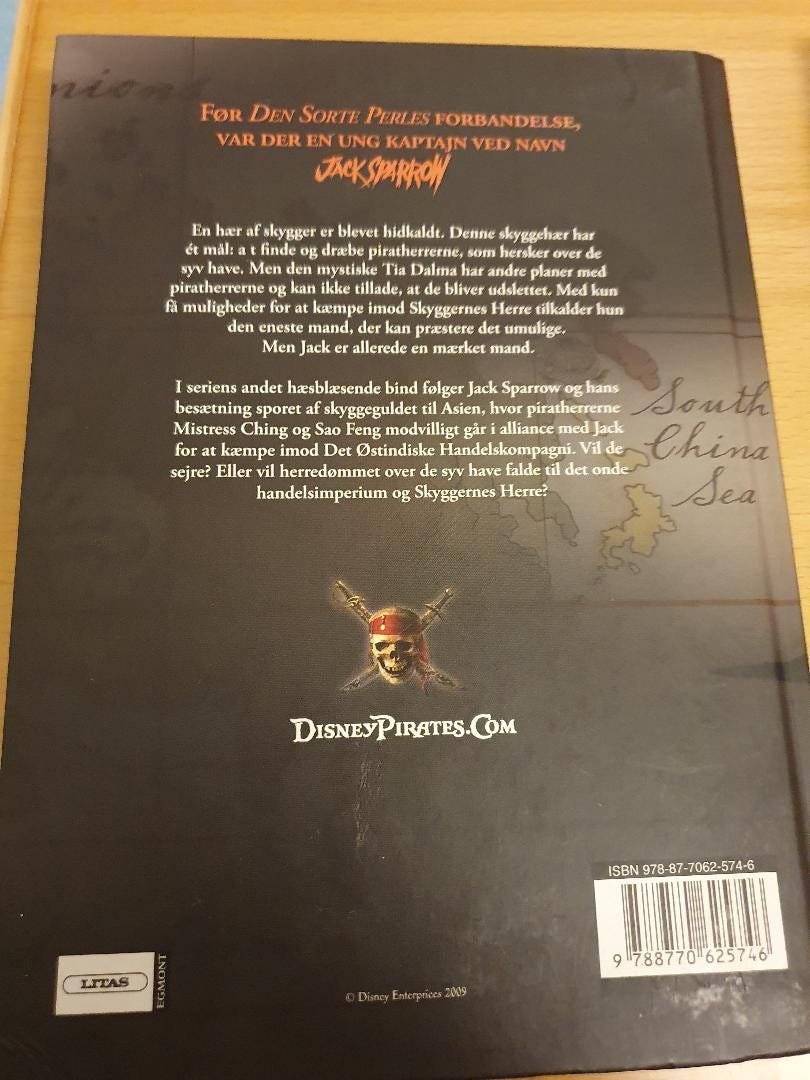 nions
FØR DEN SORTE PERLES FORBANDELSE,
VAR DER EN UNG KAPTAJN VED NAVN
JACK SPARROW
En hær af skygger er blevet hidkaldt. Denne skyggehær har
ét mål: a t finde og dræbe piratherrerne, som hersker over de
syv have. Men den mystiske Tia Dalma har andre planer med
piratherrerne og kan ikke tillade, at de bliver udslettet. Med kun
få muligheder for at kæmpe imod Skyggernes Herre tilkalder hun
den eneste mand, der kan præstere det umulige.
Men Jack er allerede en mærket mand.
I seriens andet hæsblæsende bind følger Jack Sparrow og hans
besætning sporet af skyggeguldet til Asien, hvor piratherrerne
Mistress Ching og Sao Feng modvilligt går i alliance med Jack
for at kæmpe imod Det Østindiske Handelskompagni. Vil de
sejre? Eller vil herredømmet over de syv have falde til det onde
handelsimperium og Skyggernes Herre?
South
China
Sea
DISNEYPIRATES.COM
ISBN 978-87-7062-574-6
9 788770 625746
LITAS
EGMONT
© Disney Enterprices 2009